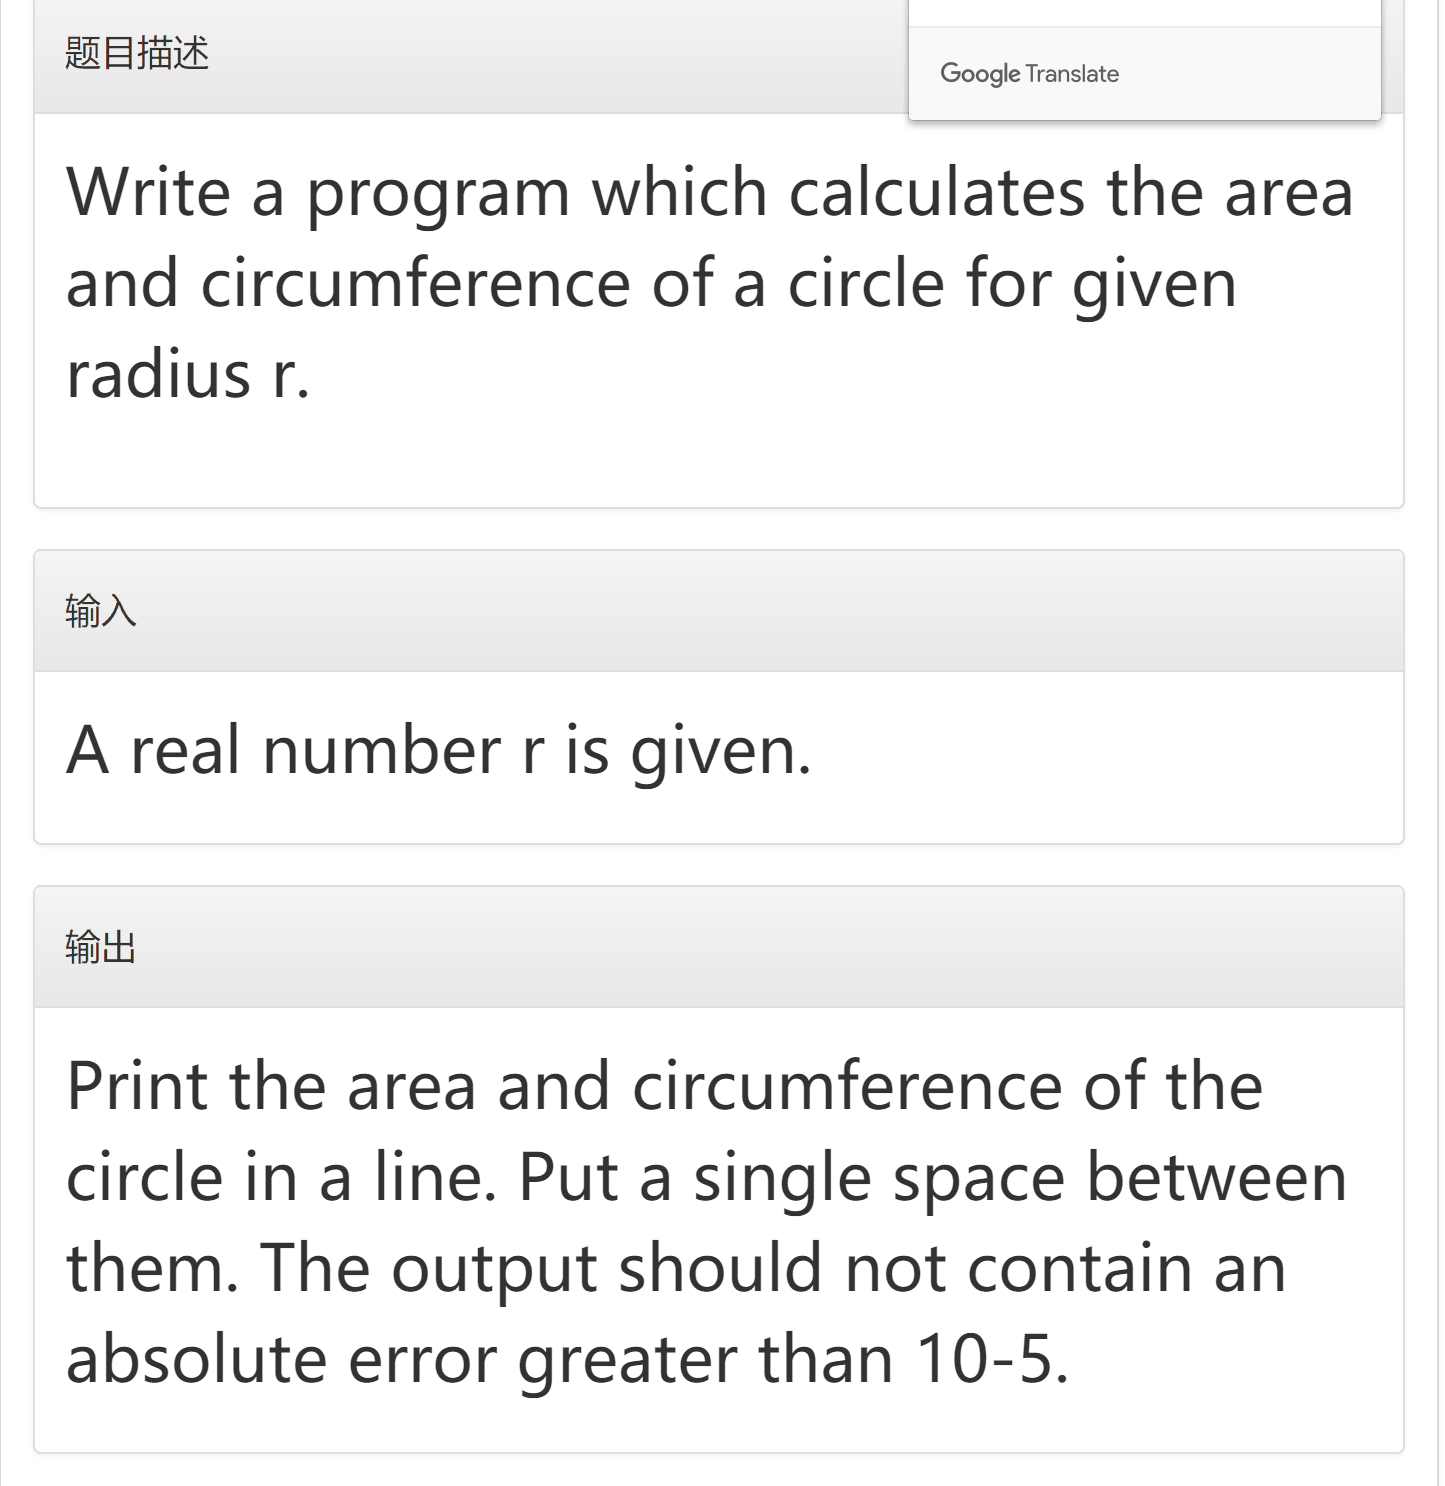 题目描述
Google Translate
Write a program which calculates the area
and circumference of a circle for given
radius r.
输入
A real number r is given.
输出
Print the area and circumference of the
circle in a line. Put a single space between
them. The output should not contain an
absolute error greater than 10-5.